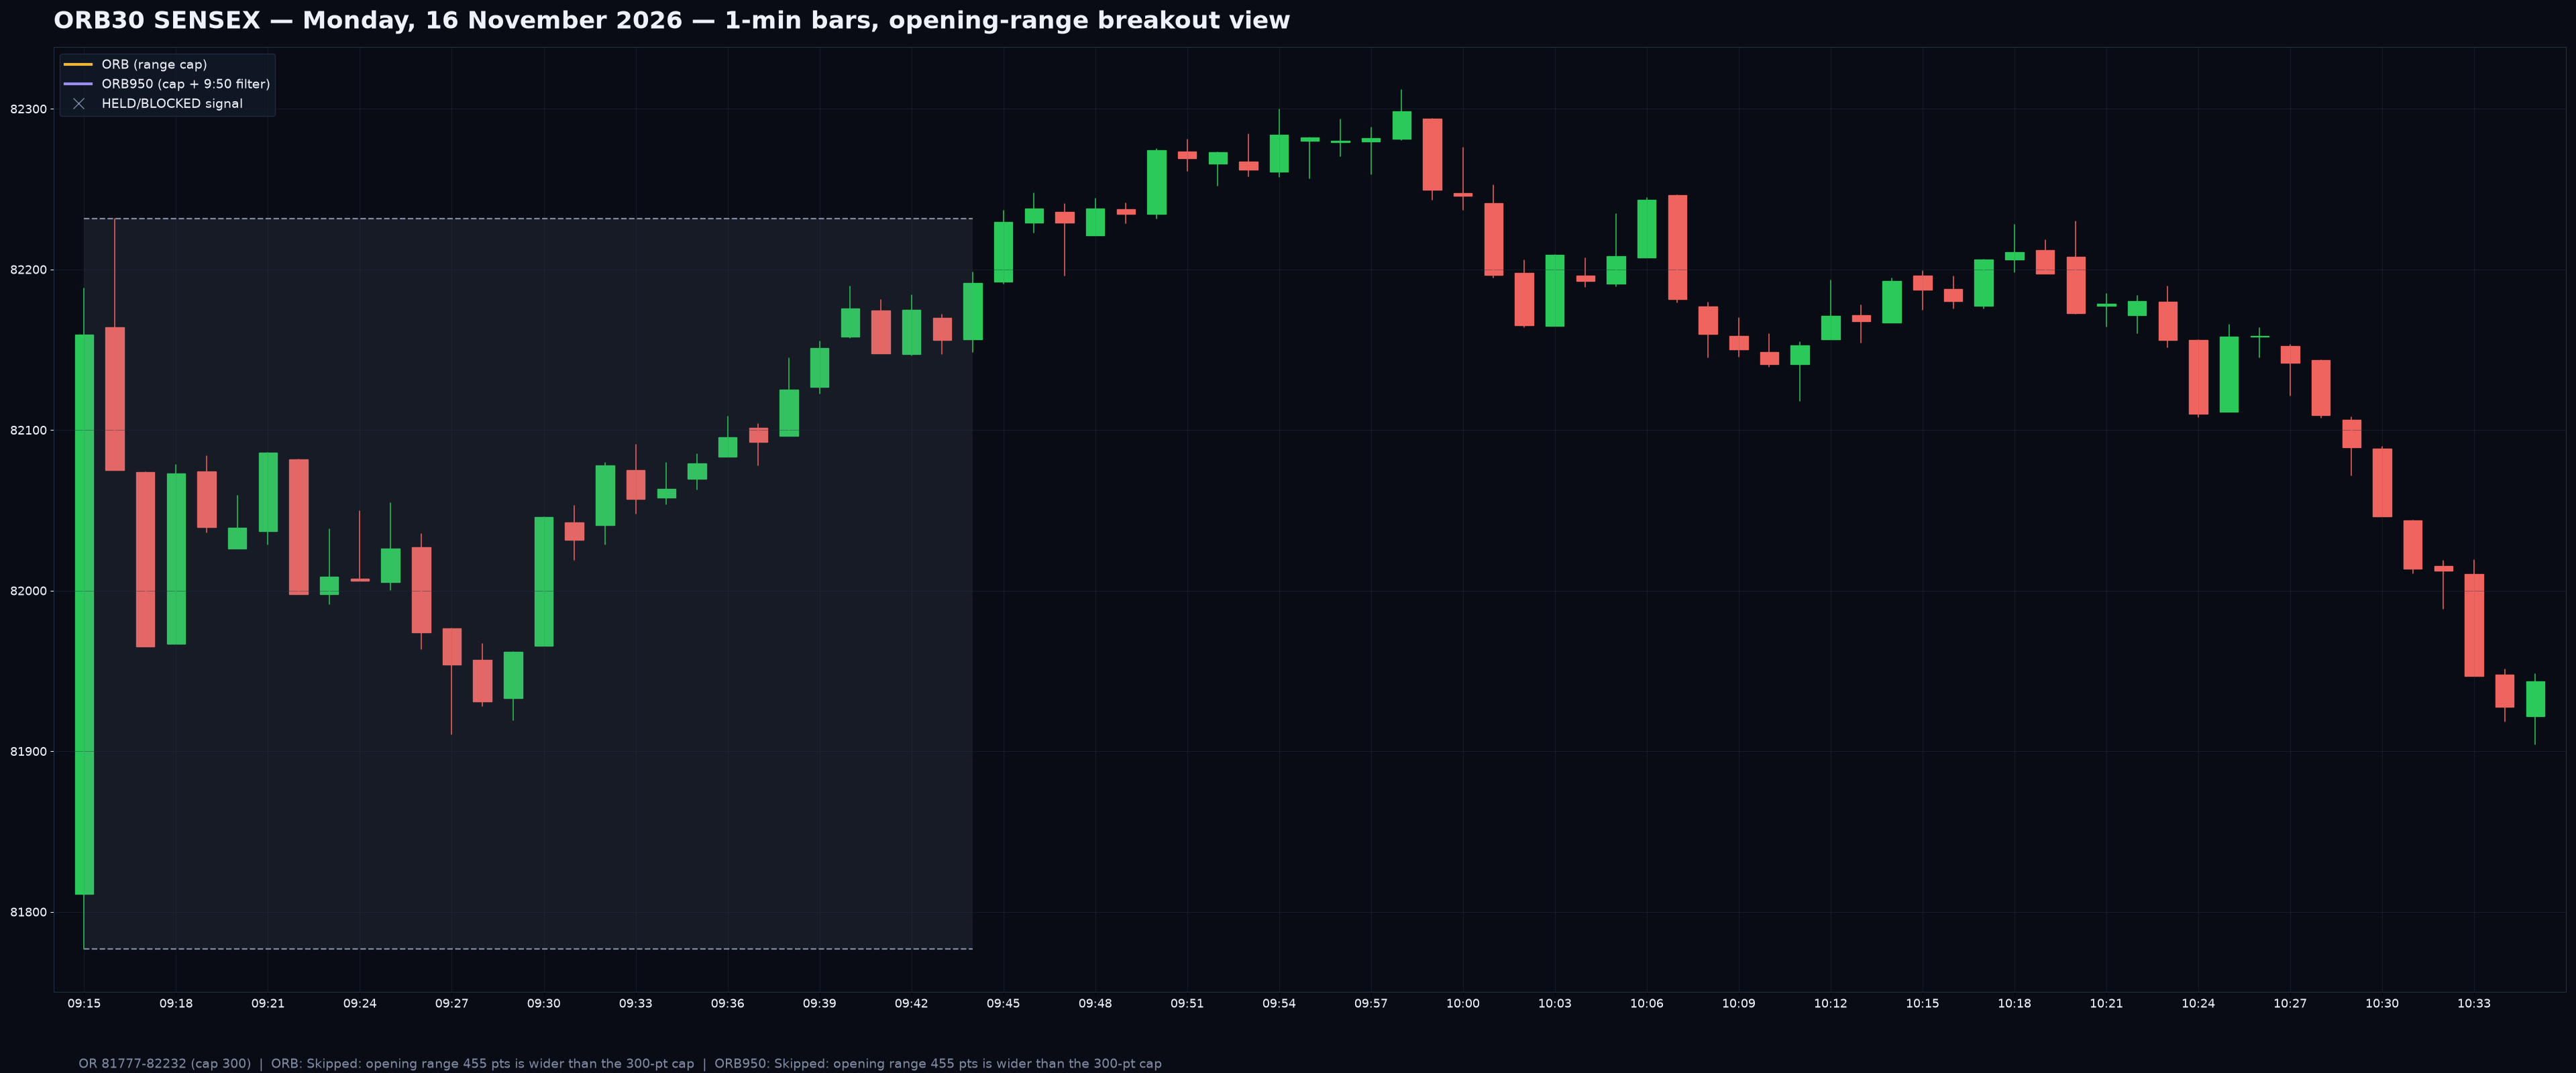 ORB30 SENSEX — Monday, 16 November 2026 — 1-min bars, opening-range breakout view
ORB (range cap)
ORB950 (cap + 9:50 filter)
HELD/BLOCKED signal
82300
82200
82100
82000
81900
81800
09:15 09:18 09:21 09:24 09:27 09:30 09:33 09:36 09:39 09:42 09:45 09:48 09:51 09:54 09:57 10:00 10:03 10:06 10:09 10:12 10:15 10:18 10:21 10:24 10:27 10:30 10:33
OR 81777-82232 (cap 300) | ORB: Skipped: opening range 455 pts is wider than the 300-pt cap | ORB950: Skipped: opening range 455 pts is wider than the 300-pt cap